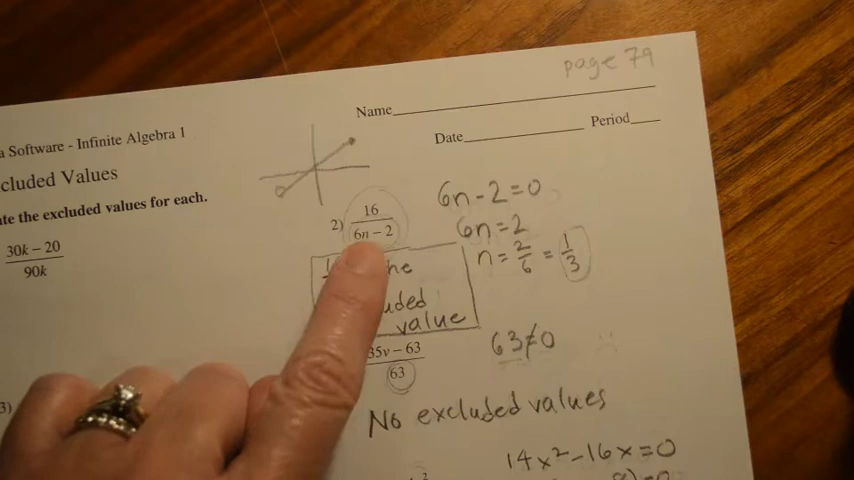 page 79
Name
Date Period
a Software - Infinite Algebra 1
cluded Values
te the excluded values for each.
30k - 20
90k
2) 16
6n - 2
6n - 2 = 0
6n = 2
n = 2/6 = 1/3
he
uded
value
35v - 63
63
63 ≠ 0
No excluded values
3)
14x² - 16x = 0